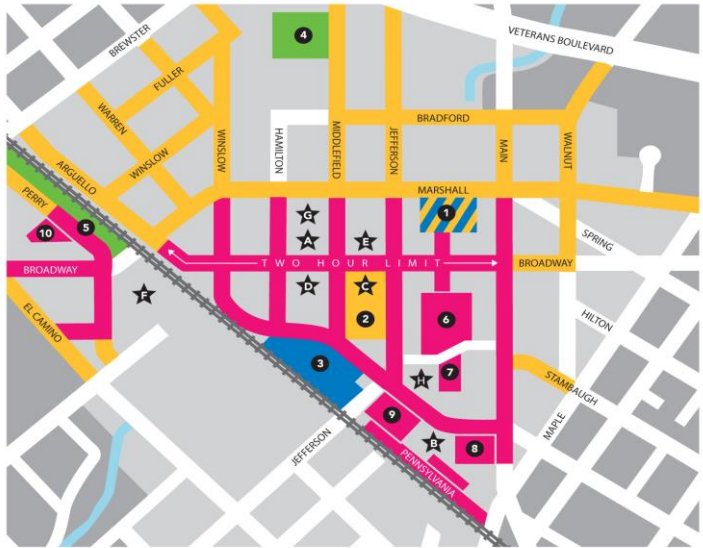 BREWSTER
VETERANS BOULEVARD
4
FULLER
WARREN
BRADFORD
WINSLOW
HAMILTON
MIDDLEFIELD
JEFFERSON
MAIN
WALNUT
WINSLOW
ARGUELLO
MARSHALL
PERRY
G
1
5
10
A
E
SPRING
BROADWAY
TWO HOUR LIMIT
BROADWAY
F
D
C
EL CAMINO
2
6
HILTON
3
H
7
STAMBAUGH
9
JEFFERSON
B
8
MAPLE
PENNSYLVANIA